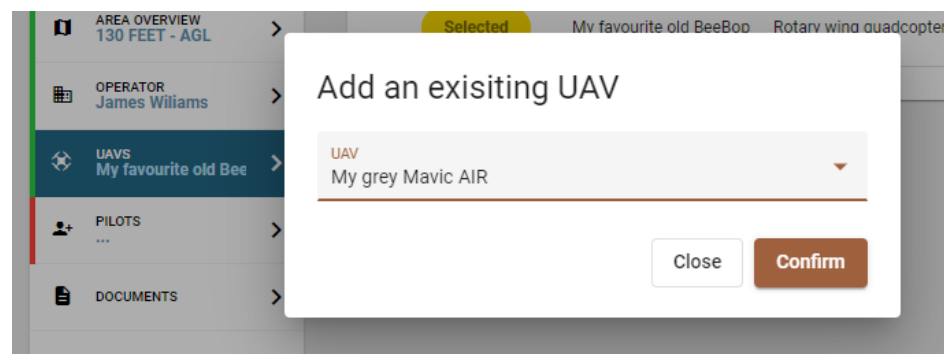 AREA OVERVIEW
130 FEET - AGL
OPERATOR
James Wiliams
UAVS
My favourite old Bee
PILOTS
...
DOCUMENTS
Selected
My favourite old BeeBop
Rotary wing quadcopter
Add an exisiting UAV
UAV
My grey Mavic AIR
Close
Confirm